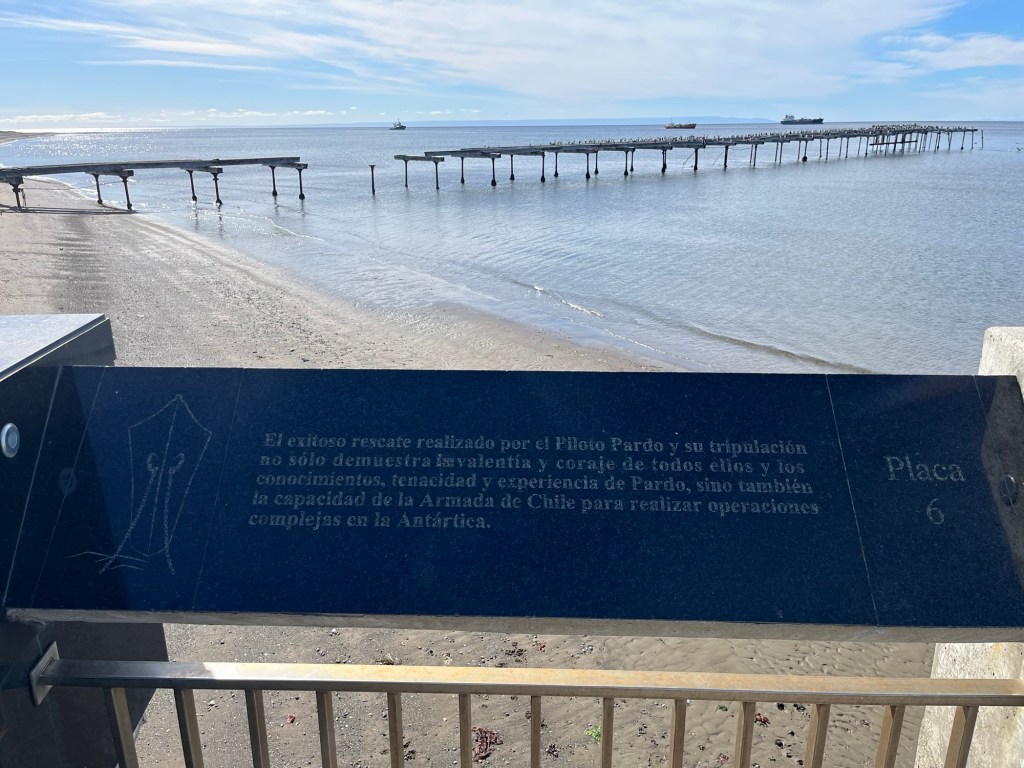 El exitoso rescate realizado por el Piloto Pardo y su tripulación
no sólo demuestra la valentía y coraje de todos ellos y los
conocimientos, tenacidad y experiencia de Pardo, sino también
la capacidad de la Armada de Chile para realizar operaciones
complejas en la Antártica.
Placa
6